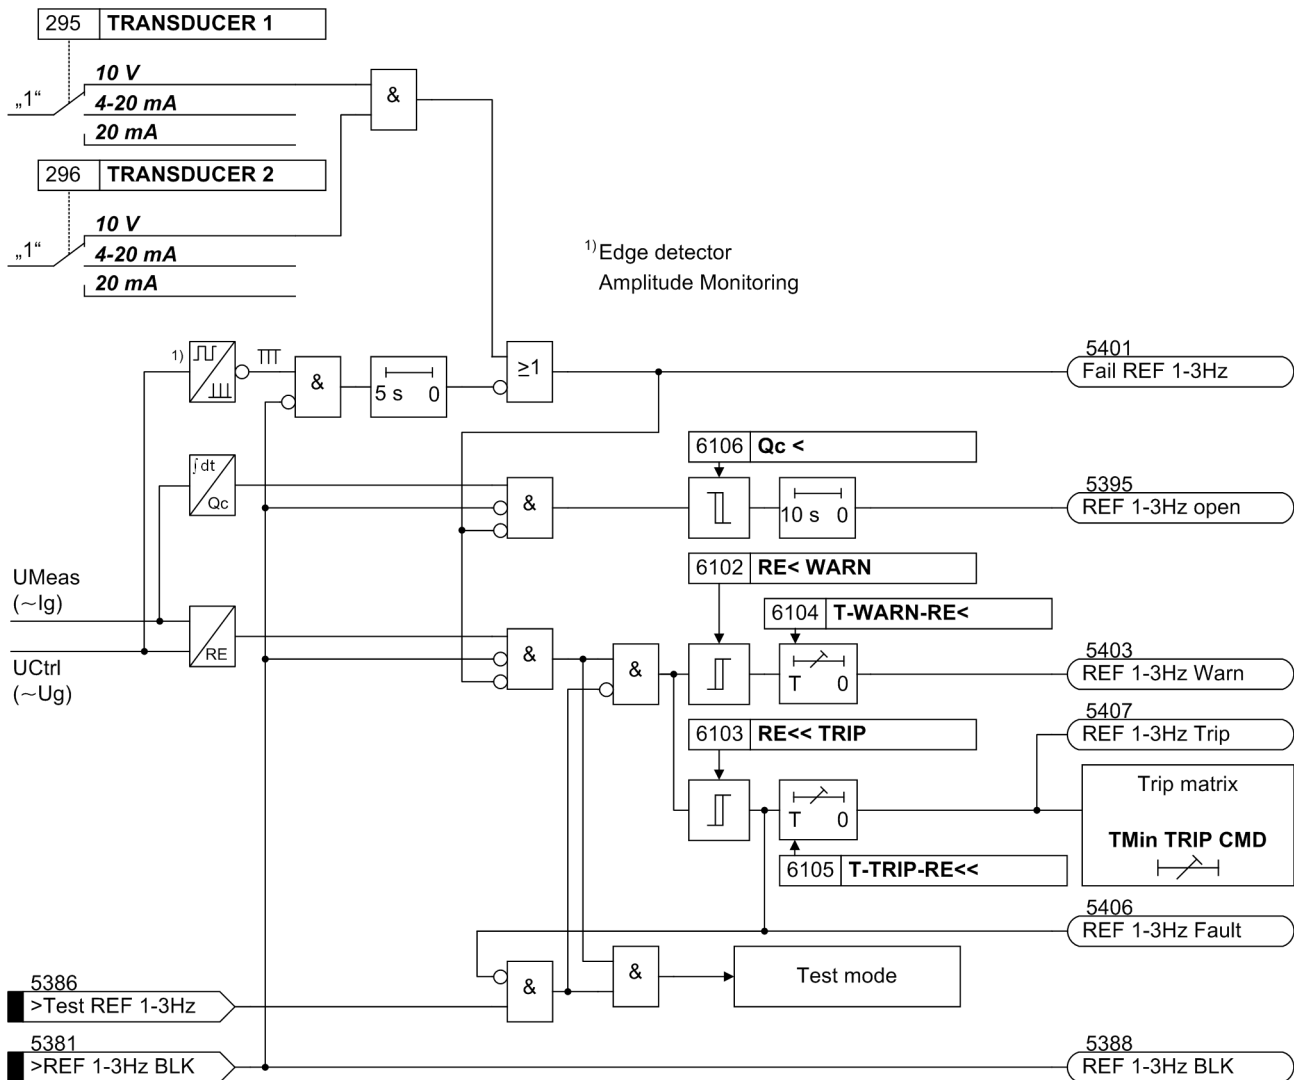 295 TRANSDUCER 1
10 V
„1“
4-20 mA
20 mA
&
296 TRANSDUCER 2
10 V
„1“
4-20 mA
20 mA
1) Edge detector
Amplitude Monitoring
1)
&
5 s 0
≥1
5401
Fail REF 1-3Hz
6106 Qc <
∫dt
Qc
&
10 s 0
5395
REF 1-3Hz open
6102 RE< WARN
UMeas
(~Ig)
6104 T-WARN-RE<
RE
&
&
T 0
5403
REF 1-3Hz Warn
UCtrl
(~Ug)
5407
REF 1-3Hz Trip
6103 RE<< TRIP
Trip matrix
T 0
TMin TRIP CMD
6105 T-TRIP-RE<<
5406
REF 1-3Hz Fault
&
&
Test mode
5386
>Test REF 1-3Hz
5381
>REF 1-3Hz BLK
5388
REF 1-3Hz BLK